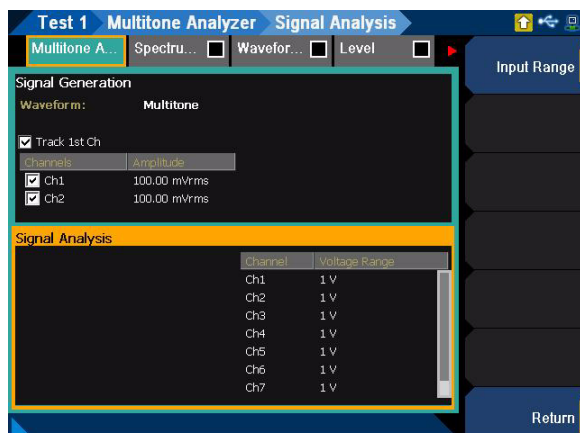 Test 1 Multitone Analyzer Signal Analysis
Multitone A... Spectru... Wavefor... Level
Input Range
Signal Generation
Waveform: Multitone
Track 1st Ch
Channels Amplitude
Ch1 100.00 mVrms
Ch2 100.00 mVrms
Signal Analysis
Channel Voltage Range
Ch1 1 V
Ch2 1 V
Ch3 1 V
Ch4 1 V
Ch5 1 V
Ch6 1 V
Ch7 1 V
Return